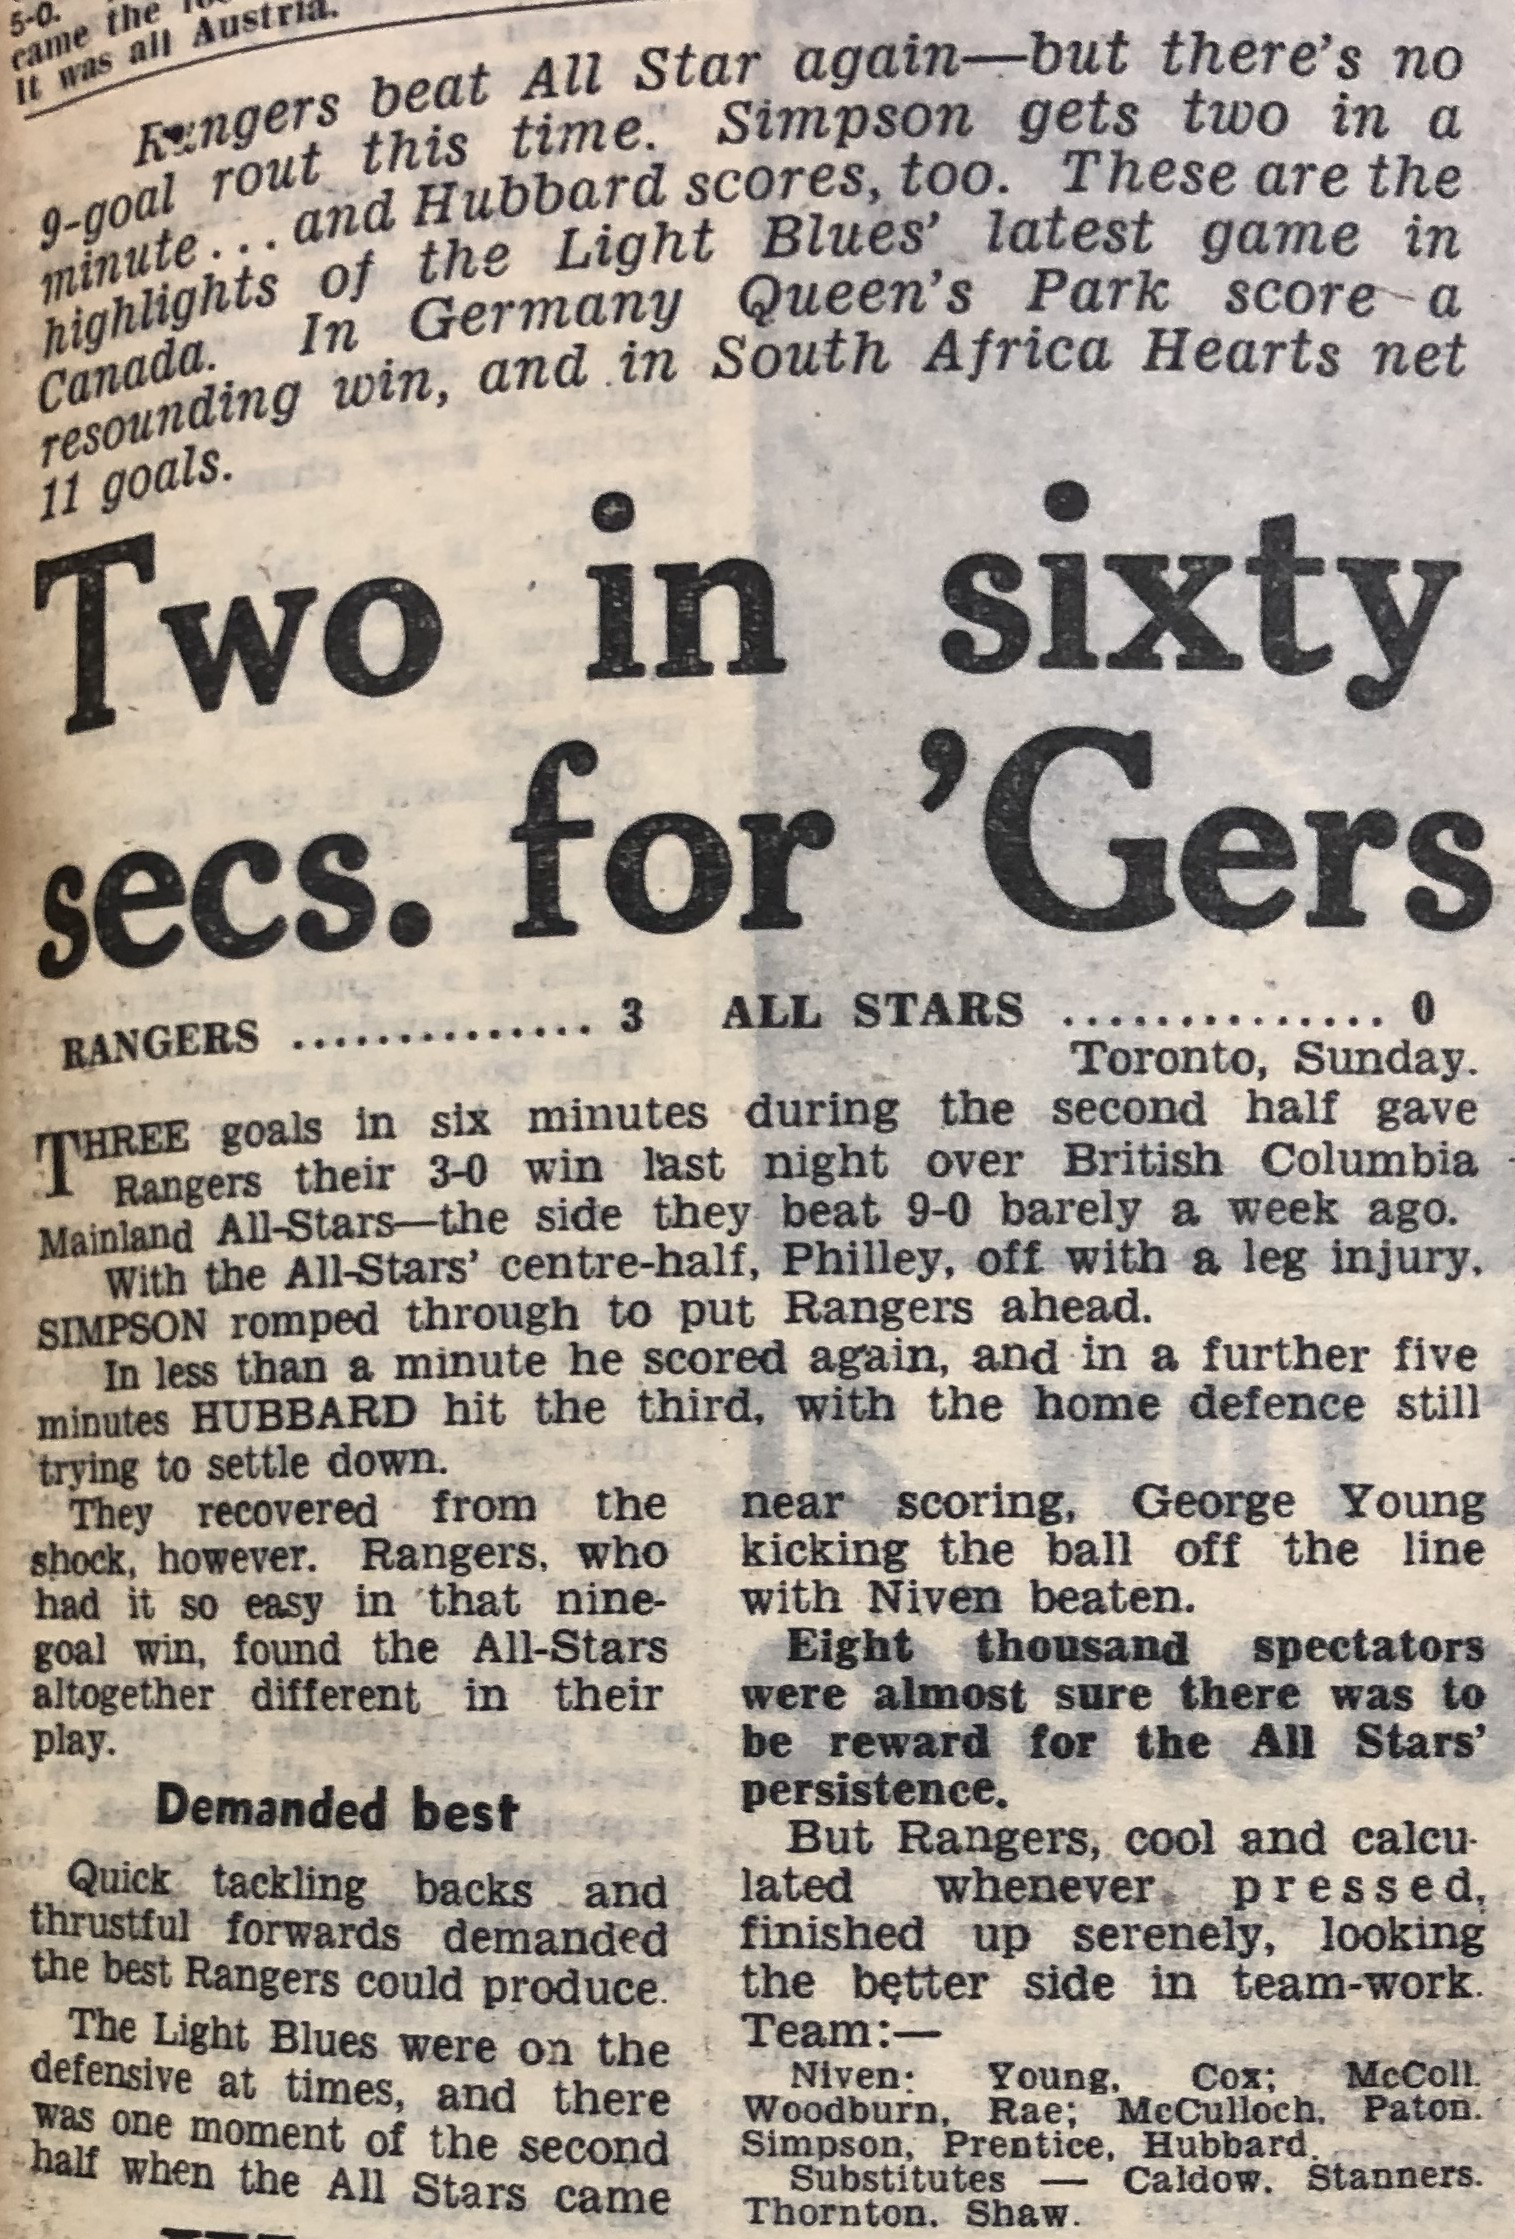 5-0.
came the
It was all Austria.
Rangers beat All Star again—but there's no
9-goal rout this time. Simpson gets two in a
minute... and Hubbard scores, too. These are the
highlights of the Light Blues' latest game in
Canada. In Germany Queen's Park score a
resounding win, and in South Africa Hearts net
11 goals.
Two in sixty
secs. for 'Gers
RANGERS .............. 3 ALL STARS .............. 0
Toronto, Sunday.
THREE goals in six minutes during the second half gave
Rangers their 3-0 win last night over British Columbia
Mainland All-Stars—the side they beat 9-0 barely a week ago.
With the All-Stars' centre-half, Philley, off with a leg injury,
SIMPSON romped through to put Rangers ahead.
In less than a minute he scored again, and in a further five
minutes HUBBARD hit the third, with the home defence still
trying to settle down.
They recovered from the
shock, however. Rangers, who
had it so easy in that nine-
goal win, found the All-Stars
altogether different in their
play.
Demanded best
Quick tackling backs and
thrustful forwards demanded
the best Rangers could produce.
The Light Blues were on the
defensive at times, and there
was one moment of the second
half when the All Stars came
near scoring, George Young
kicking the ball off the line
with Niven beaten.
Eight thousand spectators
were almost sure there was to
be reward for the All Stars'
persistence.
But Rangers, cool and calcu-
lated whenever pressed,
finished up serenely, looking
the better side in team-work.
Team:—
Niven; Young, Cox; McColl,
Woodburn, Rae; McCulloch, Paton,
Simpson, Prentice, Hubbard.
Substitutes — Caldow, Stanners,
Thornton, Shaw.